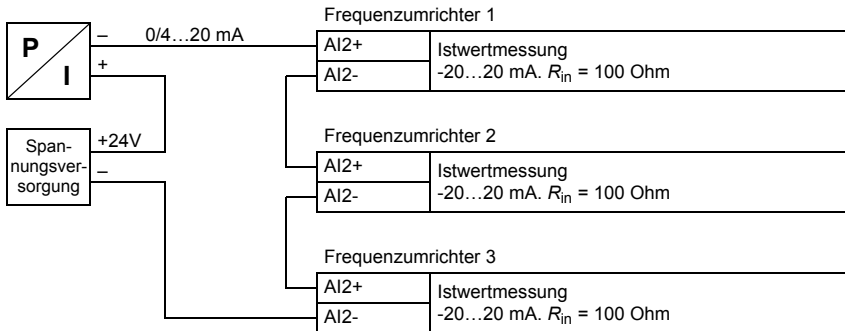 Frequenzumrichter 1
P
I
–
0/4…20 mA
+
AI2+
AI2-
Istwertmessung
-20…20 mA. Rin = 100 Ohm
Span-
nungsver-
sorgung
+24V
–
Frequenzumrichter 2
AI2+
AI2-
Istwertmessung
-20…20 mA. Rin = 100 Ohm
Frequenzumrichter 3
AI2+
AI2-
Istwertmessung
-20…20 mA. Rin = 100 Ohm